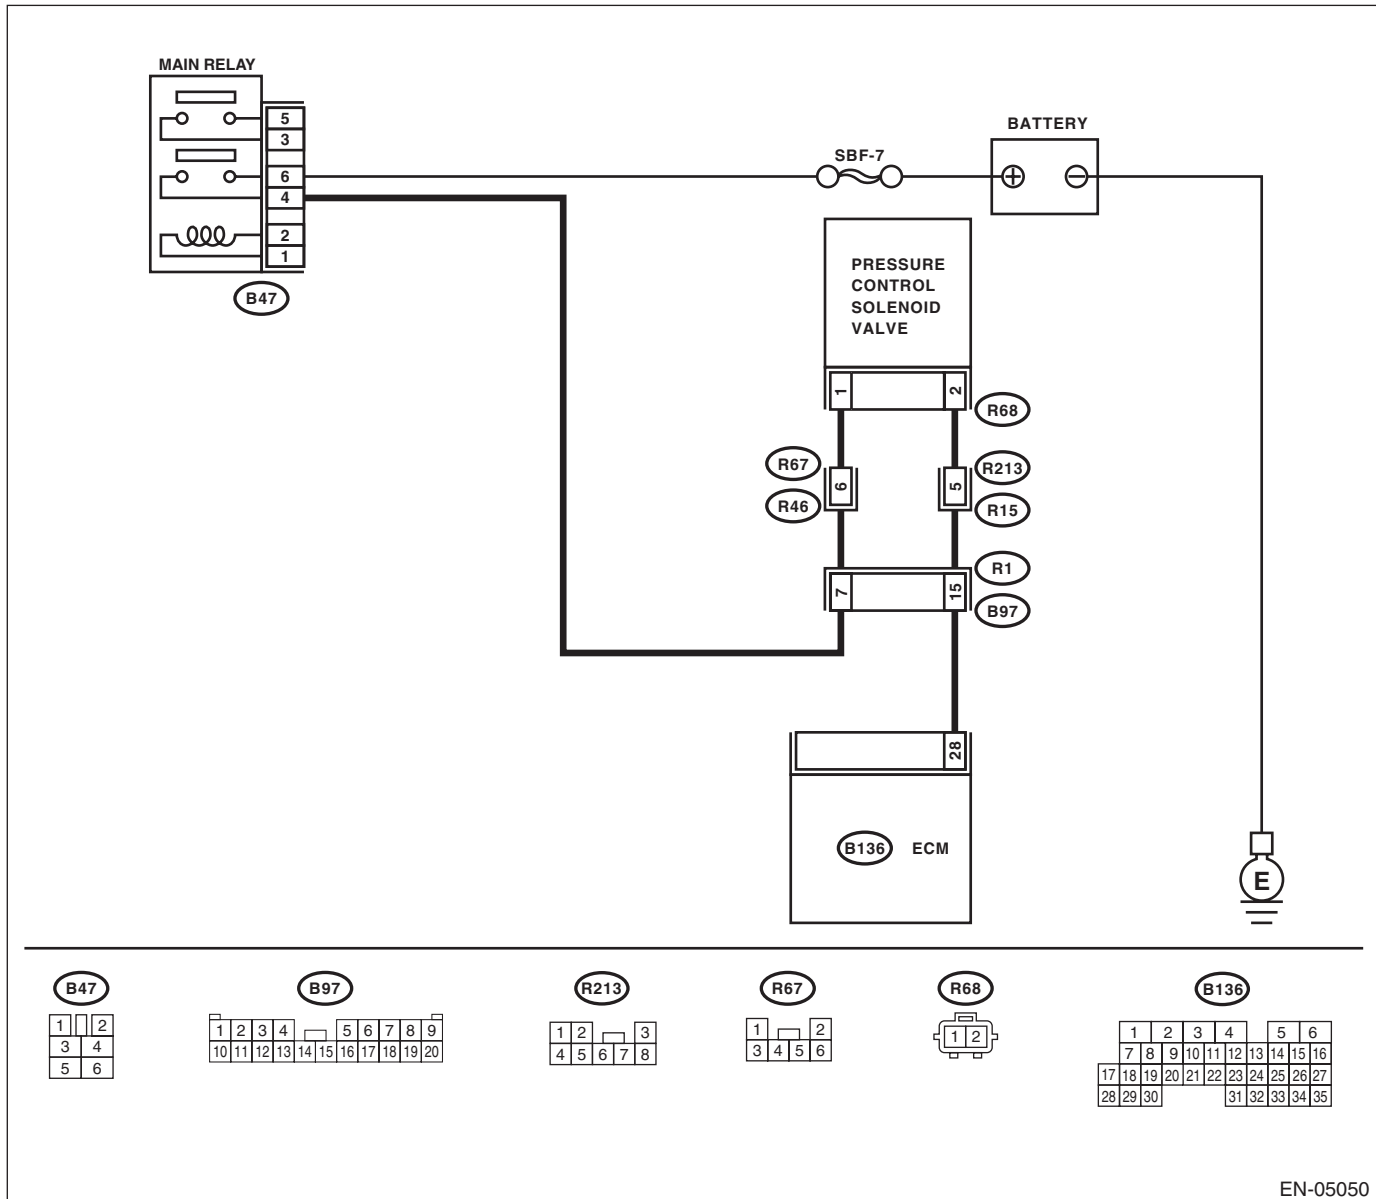 MAIN RELAY
5
3
6
4
2
1
B47
SBF-7
BATTERY
+
−
PRESSURE
CONTROL
SOLENOID
VALVE
1
2
R68
R67
R46
6
5
R213
R15
R1
B97
7
15
28
B136 ECM
E
B47
1 2
3 4
5 6
B97
1 2 3 4 5 6 7 8 9
10 11 12 13 14 15 16 17 18 19 20
R213
1 2 3
4 5 6 7 8
R67
1 2
3 4 5 6
R68
1 2
B136
1 2 3 4 5 6
7 8 9 10 11 12 13 14 15 16
17 18 19 20 21 22 23 24 25 26 27
28 29 30 31 32 33 34 35
EN-05050